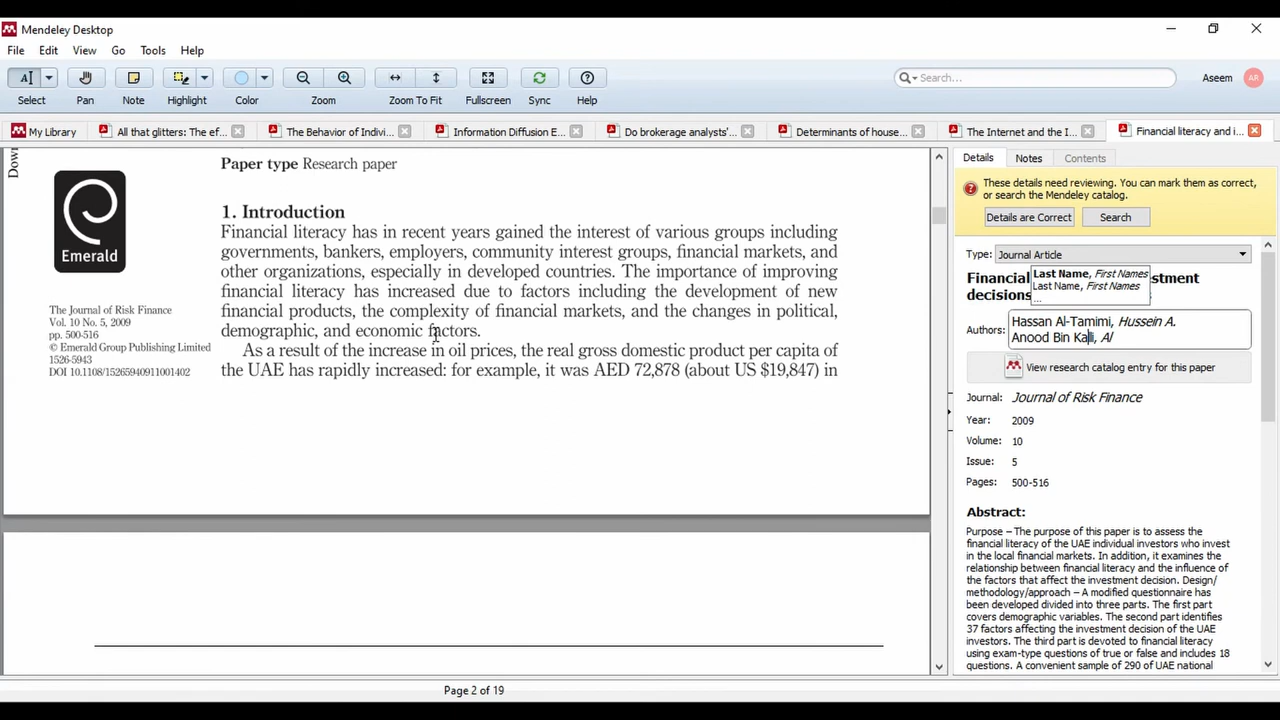 Mendeley Desktop
File Edit View Go Tools Help
Select Pan Note Highlight Color Zoom Zoom To Fit Fullscreen Sync Help
Search...
Aseem AR
My Library All that glitters: The ef... The Behavior of Indivi... Information Diffusion E... Do brokerage analysts'... Determinants of house... The Internet and the I... Financial literacy and i...
Down
Paper type Research paper
Emerald
1. Introduction
Financial literacy has in recent years gained the interest of various groups including
governments, bankers, employers, community interest groups, financial markets, and
other organizations, especially in developed countries. The importance of improving
financial literacy has increased due to factors including the development of new
financial products, the complexity of financial markets, and the changes in political,
demographic, and economic factors.
As a result of the increase in oil prices, the real gross domestic product per capita of
the UAE has rapidly increased: for example, it was AED 72,878 (about US $19,847) in
The Journal of Risk Finance
Vol. 10 No. 5, 2009
pp. 500-516
© Emerald Group Publishing Limited
1526-5943
DOI 10.1108/15265940911001402
Page 2 of 19
Details Notes Contents
These details need reviewing. You can mark them as correct,
or search the Mendeley catalog.
Details are Correct Search
Type: Journal Article
Financial stment
decisions
Last Name, First Names
Last Name, First Names
...
Authors: Hassan Al-Tamimi, Hussein A.
Anood Bin Kalli, Al
View research catalog entry for this paper
Journal: Journal of Risk Finance
Year: 2009
Volume: 10
Issue: 5
Pages: 500-516
Abstract:
Purpose – The purpose of this paper is to assess the
financial literacy of the UAE individual investors who invest
in the local financial markets. In addition, it examines the
relationship between financial literacy and the influence of
the factors that affect the investment decision. Design/
methodology/approach – A modified questionnaire has
been developed divided into three parts. The first part
covers demographic variables. The second part identifies
37 factors affecting the investment decision of the UAE
investors. The third part is devoted to financial literacy
using exam-type questions of true or false and includes 18
questions. A convenient sample of 290 of UAE national